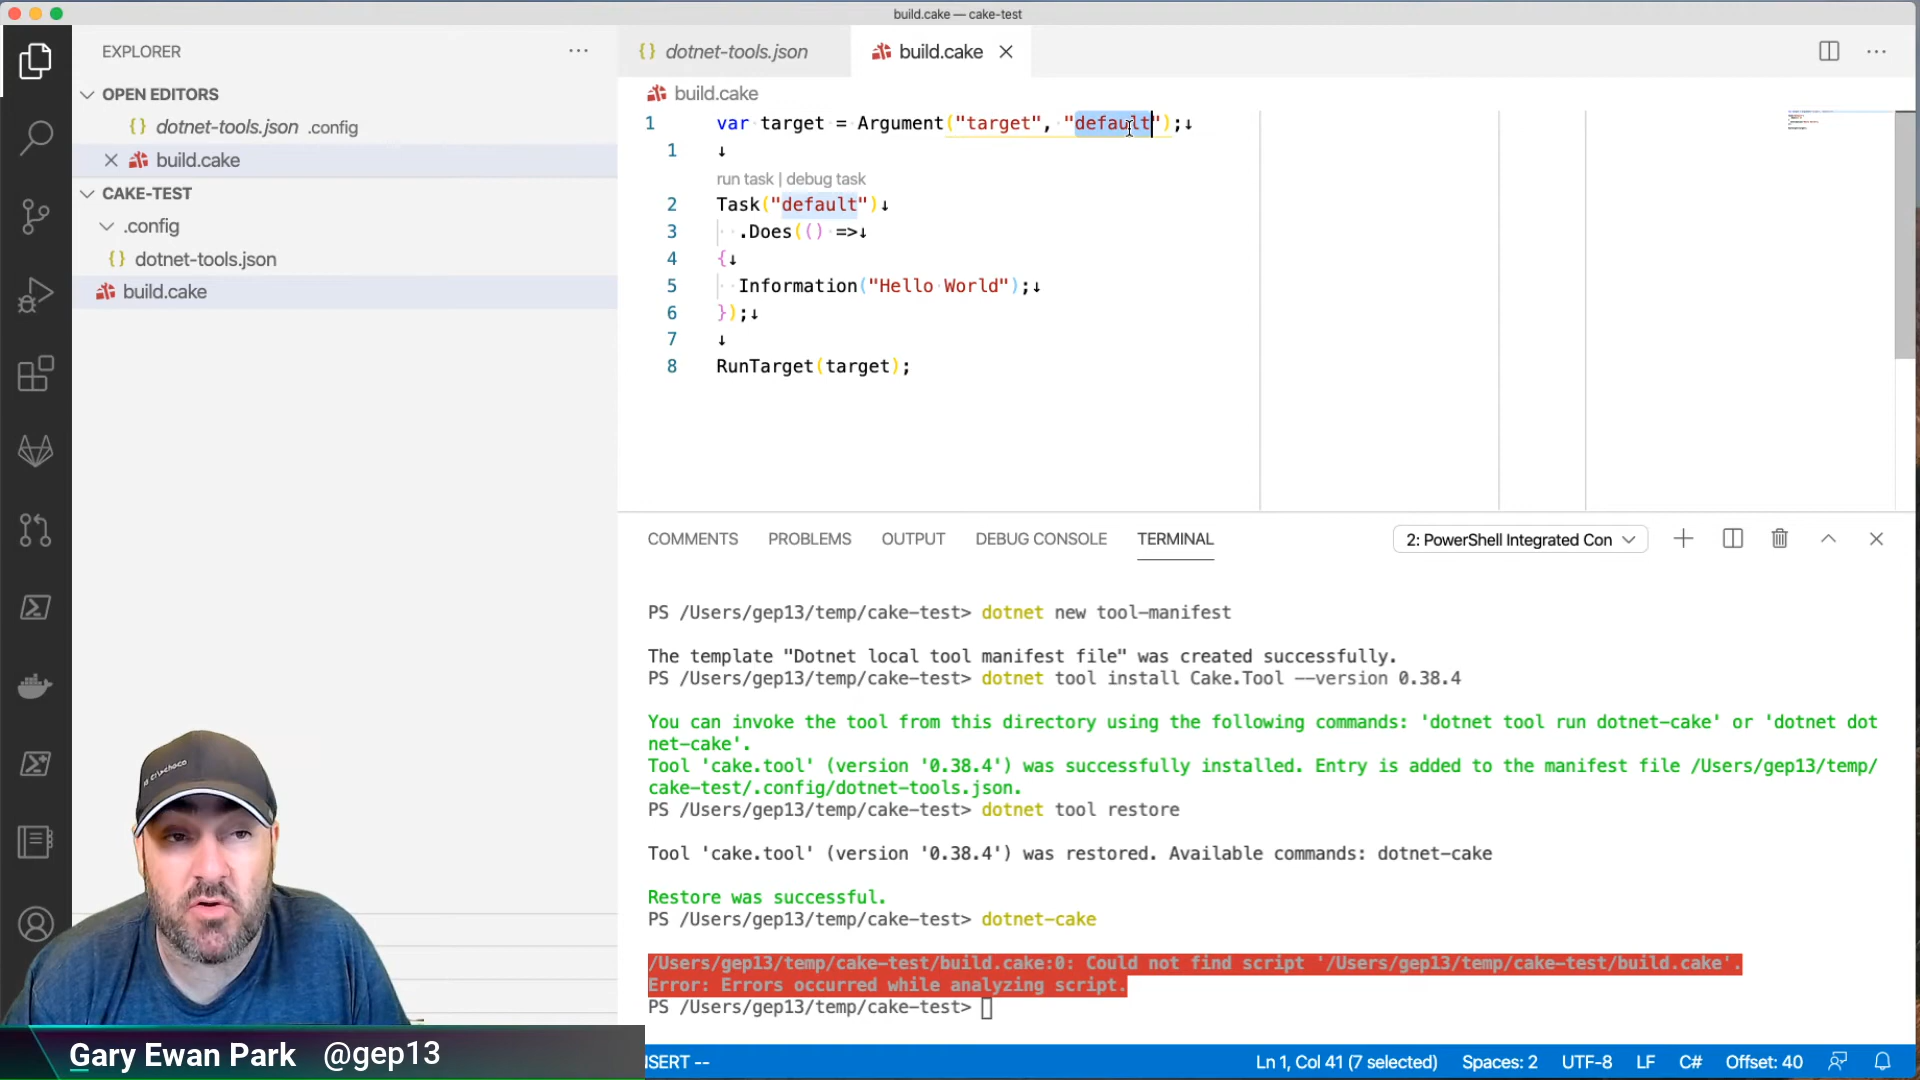 build.cake — cake-test
EXPLORER
OPEN EDITORS
dotnet-tools.json .config
build.cake
CAKE-TEST
.config
dotnet-tools.json
build.cake
dotnet-tools.json
build.cake
build.cake
1 var target = Argument("target", "default");↓
1 ↓
run task | debug task
2 Task("default")↓
3 .Does(() =>↓
4 {↓
5 Information("Hello World");↓
6 });↓
7 ↓
8 RunTarget(target);
COMMENTS PROBLEMS OUTPUT DEBUG CONSOLE TERMINAL
2: PowerShell Integrated Con
PS /Users/gep13/temp/cake-test> dotnet new tool-manifest
The template "Dotnet local tool manifest file" was created successfully.
PS /Users/gep13/temp/cake-test> dotnet tool install Cake.Tool --version 0.38.4
You can invoke the tool from this directory using the following commands: 'dotnet tool run dotnet-cake' or 'dotnet dot
net-cake'.
Tool 'cake.tool' (version '0.38.4') was successfully installed. Entry is added to the manifest file /Users/gep13/temp/
cake-test/.config/dotnet-tools.json.
PS /Users/gep13/temp/cake-test> dotnet tool restore
Tool 'cake.tool' (version '0.38.4') was restored. Available commands: dotnet-cake
Restore was successful.
PS /Users/gep13/temp/cake-test> dotnet-cake
/Users/gep13/temp/cake-test/build.cake:0: Could not find script '/Users/gep13/temp/cake-test/build.cake'.
Error: Errors occurred while analyzing script.
PS /Users/gep13/temp/cake-test>
Gary Ewan Park @gep13
NSERT --
Ln 1, Col 41 (7 selected) Spaces: 2 UTF-8 LF C# Offset: 40